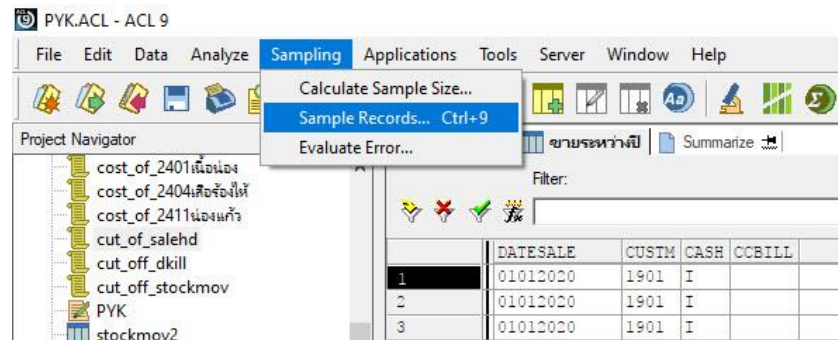 PYK.ACL - ACL 9
File Edit Data Analyze Sampling Applications Tools Server Window Help
Calculate Sample Size...
Sample Records... Ctrl+9
Evaluate Error...
Project Navigator
ขายระหว่างปี Summarize
cost_of_2401เนื้อน่อง
cost_of_2404เสือร้องไห้
cost_of_2411น่องแก้ว
cut_of_salehd
cut_off_dkill
cut_off_stockmov
PYK
stockmov2
Filter:
DATESALE CUSTM CASH CCBILL
1 01012020 1901 I
2 01012020 1901 I
3 01012020 1901 I